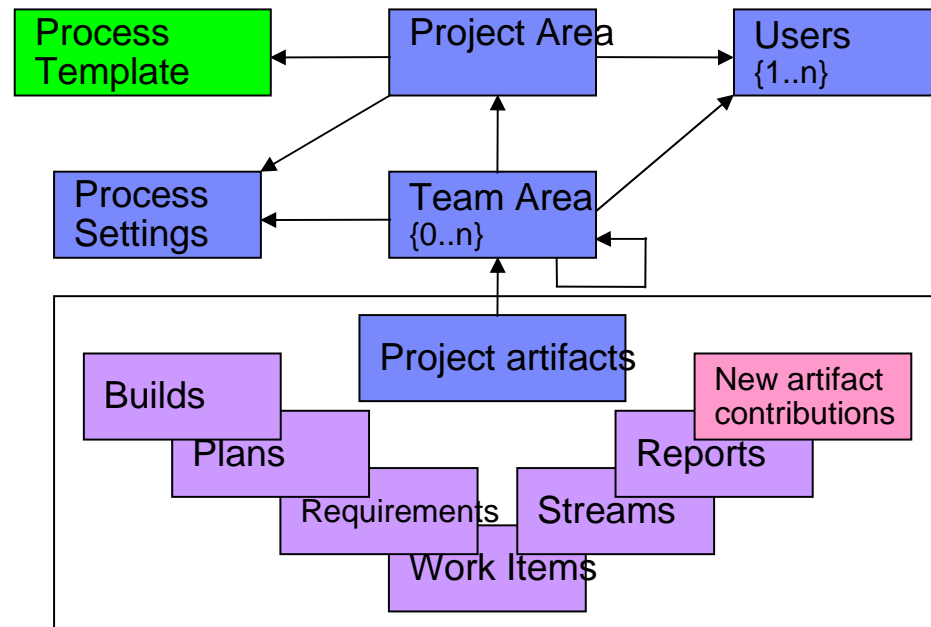 Process
Template
Project Area
Users
{1..n}
Process
Settings
Team Area
{0..n}
Project artifacts
Builds
Plans
Requirements
Work Items
Streams
Reports
New artifact
contributions